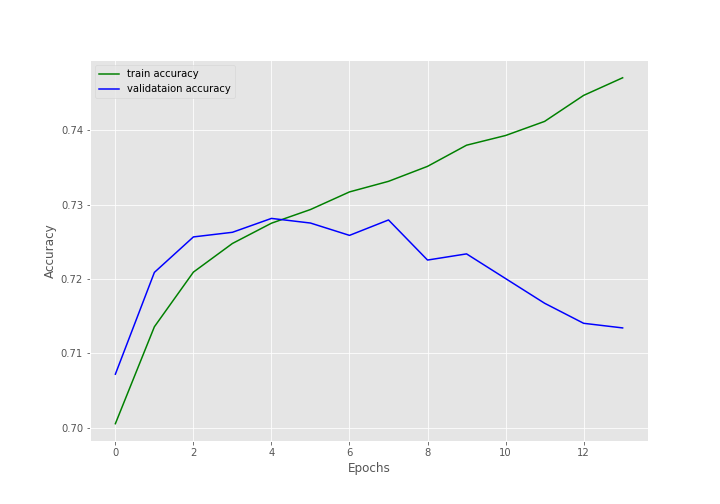 train accuracy
validataion accuracy
0.74
0.73
0.72
0.71
0.70
Accuracy
0 2 4 6 8 10 12
Epochs